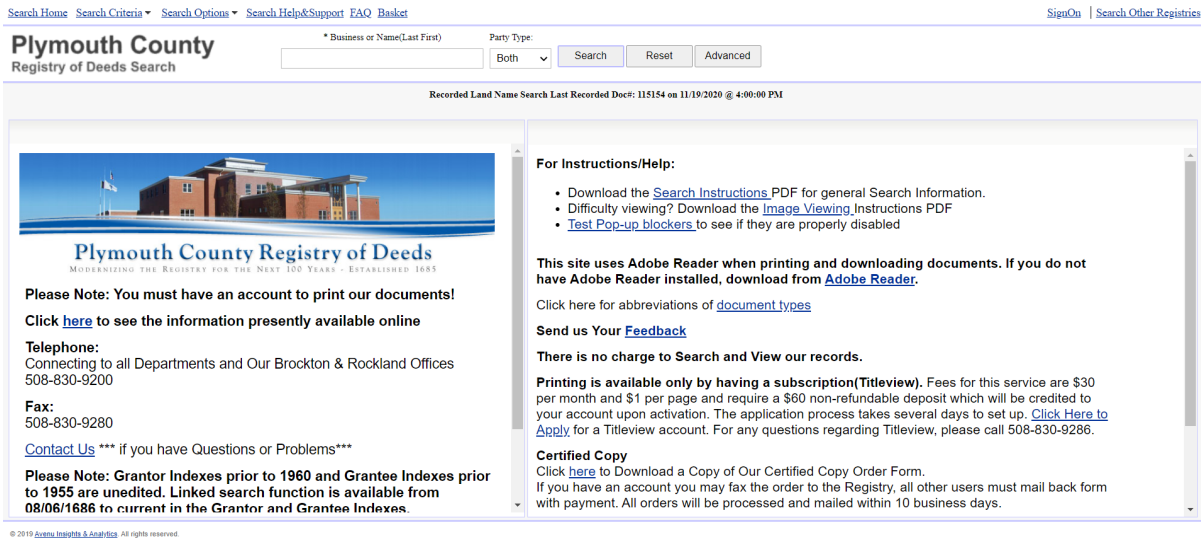 Search Home Search Criteria Search Options Search Help&Support FAQ Basket
SignOn | Search Other Registries
Plymouth County
Registry of Deeds Search
* Business or Name(Last First)
Party Type:
Both
Search
Reset
Advanced
Recorded Land Name Search Last Recorded Doc#: 115154 on 11/19/2020 @ 4:00:00 PM
Plymouth County Registry of Deeds
Modernizing the Registry for the Next 100 Years - Established 1685
Please Note: You must have an account to print our documents!
Click here to see the information presently available online
Telephone:
Connecting to all Departments and Our Brockton & Rockland Offices
508-830-9200
Fax:
508-830-9280
Contact Us *** if you have Questions or Problems***
Please Note: Grantor Indexes prior to 1960 and Grantee Indexes prior
to 1955 are unedited. Linked search function is available from
08/06/1686 to current in the Grantor and Grantee Indexes.
For Instructions/Help:
• Download the Search Instructions PDF for general Search Information.
• Difficulty viewing? Download the Image Viewing Instructions PDF
• Test Pop-up blockers to see if they are properly disabled
This site uses Adobe Reader when printing and downloading documents. If you do not
have Adobe Reader installed, download from Adobe Reader.
Click here for abbreviations of document types
Send us Your Feedback
There is no charge to Search and View our records.
Printing is available only by having a subscription(Titleview). Fees for this service are $30
per month and $1 per page and require a $60 non-refundable deposit which will be credited to
your account upon activation. The application process takes several days to set up. Click Here to
Apply for a Titleview account. For any questions regarding Titleview, please call 508-830-9286.
Certified Copy
Click here to Download a Copy of Our Certified Copy Order Form.
If you have an account you may fax the order to the Registry, all other users must mail back form
with payment. All orders will be processed and mailed within 10 business days.
© 2019 Avenu Insights & Analytics. All rights reserved.